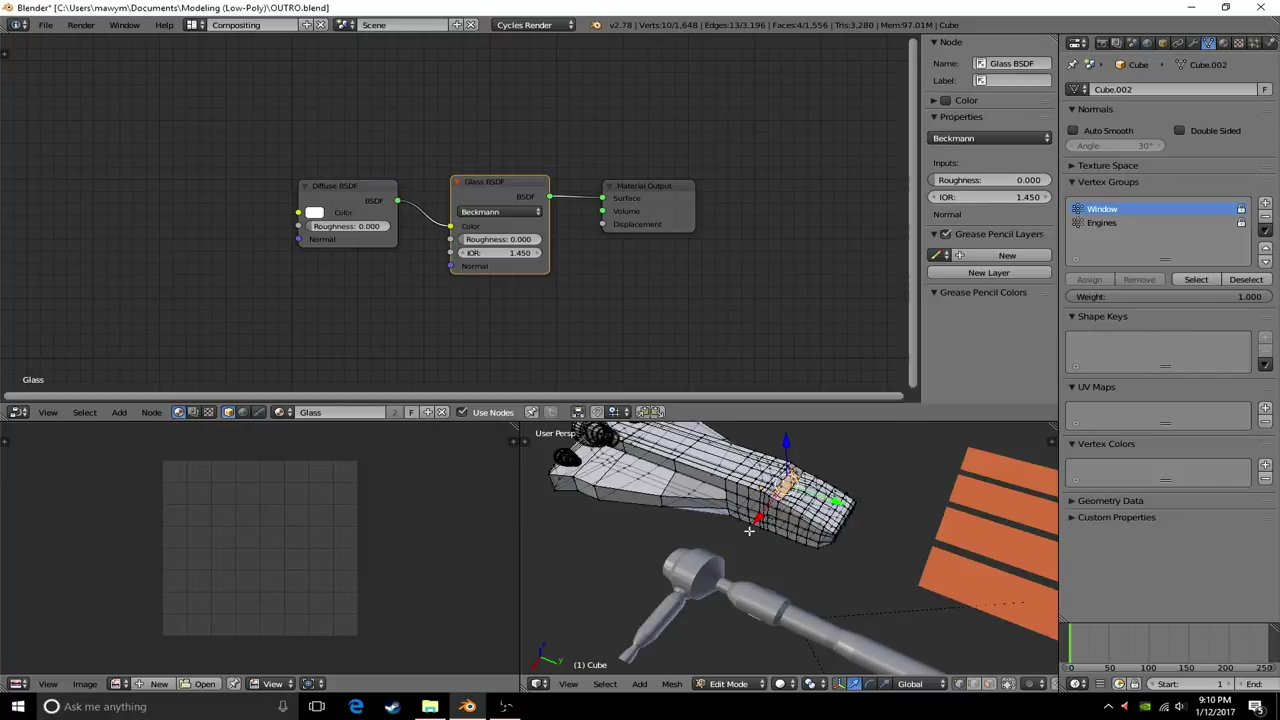 Blender* [C:\Users\mawym\Documents\Modeling (Low-Poly)\OUTRO.blend]
File Render Window Help Compositing Scene Cycles Render v2.78 | Verts:10/1,648 | Edges:13/3,196 | Faces:4/1,556 | Tris:3,280 | Mem:97.01M | Cube
Node
Name: Glass BSDF
Label:
Color
Properties
Beckmann
Inputs:
Roughness: 0.000
IOR: 1.450
Normal
Grease Pencil Layers
New
New Layer
Grease Pencil Colors
Diffuse BSDF
BSDF
Color
Roughness: 0.000
Normal
Glass BSDF
BSDF
Beckmann
Color
Roughness: 0.000
IOR: 1.450
Normal
Material Output
Surface
Volume
Displacement
Glass
View Select Add Node Glass 2 F Use Nodes
Cube Cube.002
Cube.002 F
Normals
Auto Smooth Double Sided
Angle: 30°
Texture Space
Vertex Groups
Window
Engines
Assign Remove Select Deselect
Weight: 1.000
Shape Keys
UV Maps
Vertex Colors
Geometry Data
Custom Properties
User Persp
z
y
(1) Cube
View Image New Open View
View Select Add Mesh Edit Mode Global
0 50 100 150 200 250
Start: 1 End:
Ask me anything
9:10 PM
1/12/2017
3